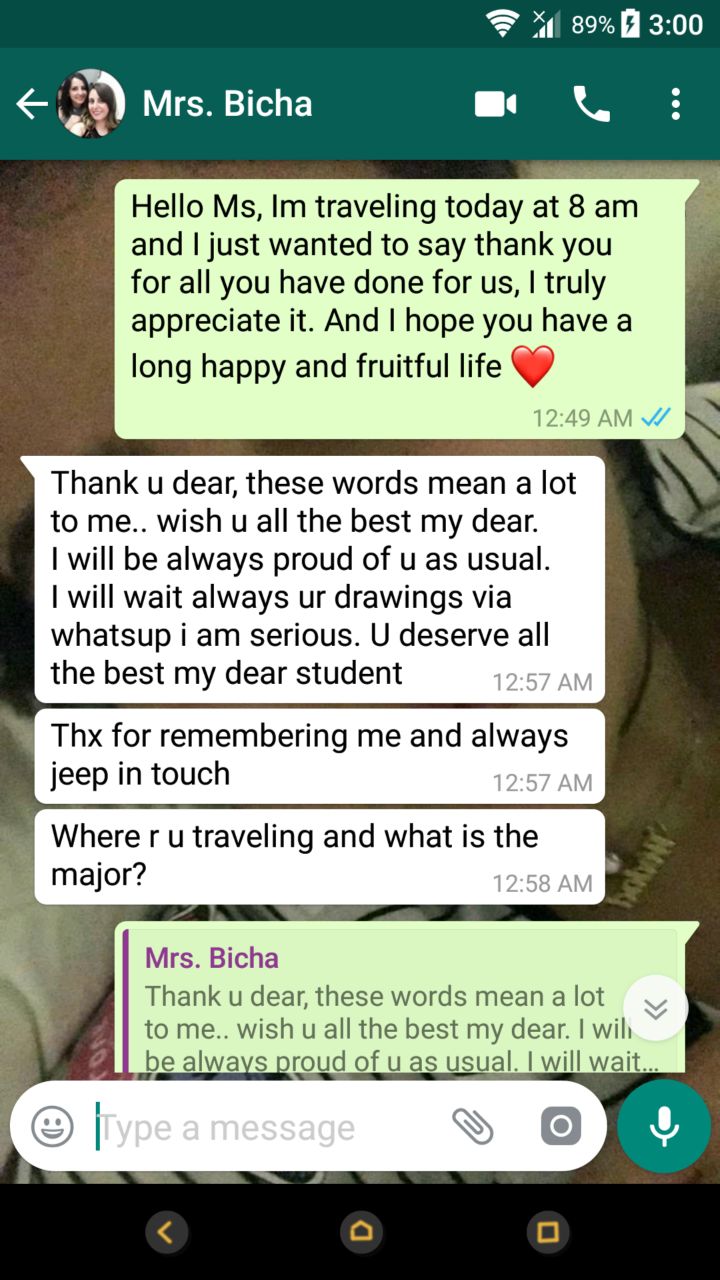 89% 3:00
Mrs. Bicha
Hello Ms, Im traveling today at 8 am
and I just wanted to say thank you
for all you have done for us, I truly
appreciate it. And I hope you have a
long happy and fruitful life ❤️
12:49 AM
Thank u dear, these words mean a lot
to me.. wish u all the best my dear.
I will be always proud of u as usual.
I will wait always ur drawings via
whatsup i am serious. U deserve all
the best my dear student
12:57 AM
Thx for remembering me and always
jeep in touch
12:57 AM
Where r u traveling and what is the
major?
12:58 AM
Mrs. Bicha
Thank u dear, these words mean a lot
to me.. wish u all the best my dear. I will
be always proud of u as usual. I will wait...
Type a message